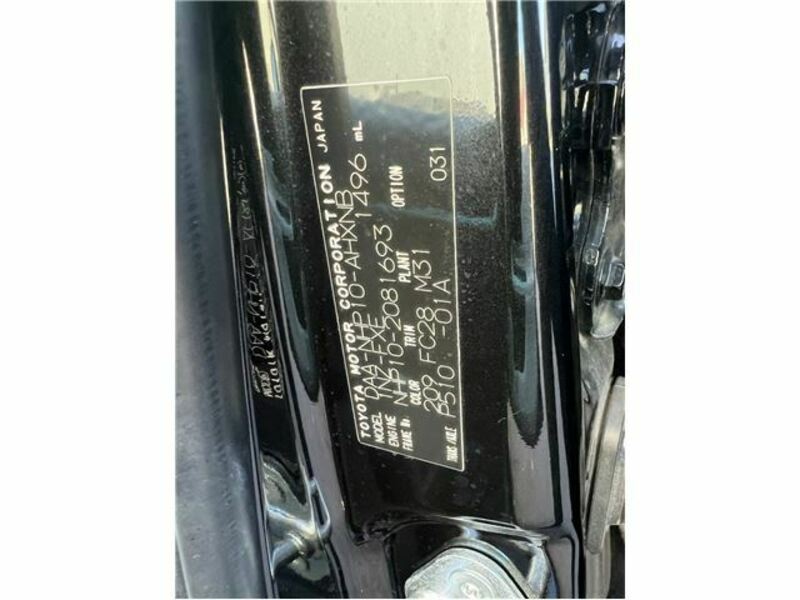 TOYOTA MOTOR CORPORATION JAPAN
MODEL DAA-NHP10-AHXNB
ENGINE 1NZ-FXE 1496 mL
FRAME No. NHP10-2081693
COLOR TRIM PLANT OPTION
209 FC28 M31 031
TRANS/AXLE P510 -01A